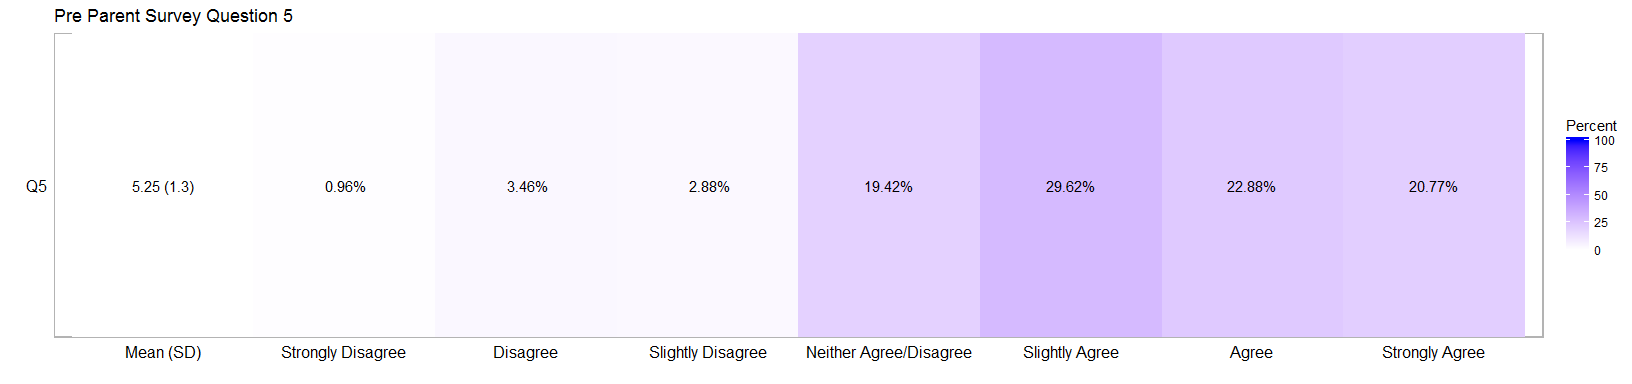 Pre Parent Survey Question 5
Q5 5.25 (1.3) 0.96% 3.46% 2.88% 19.42% 29.62% 22.88% 20.77%
Mean (SD) Strongly Disagree Disagree Slightly Disagree Neither Agree/Disagree Slightly Agree Agree Strongly Agree
Percent
100
75
50
25
0